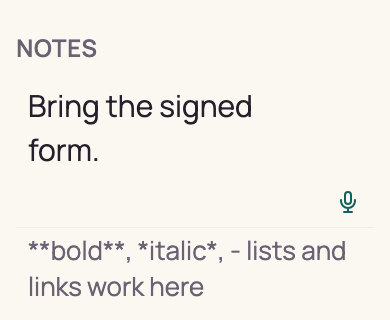 NOTES
Bring the signed
form.
**bold**, *italic*, - lists and
links work here